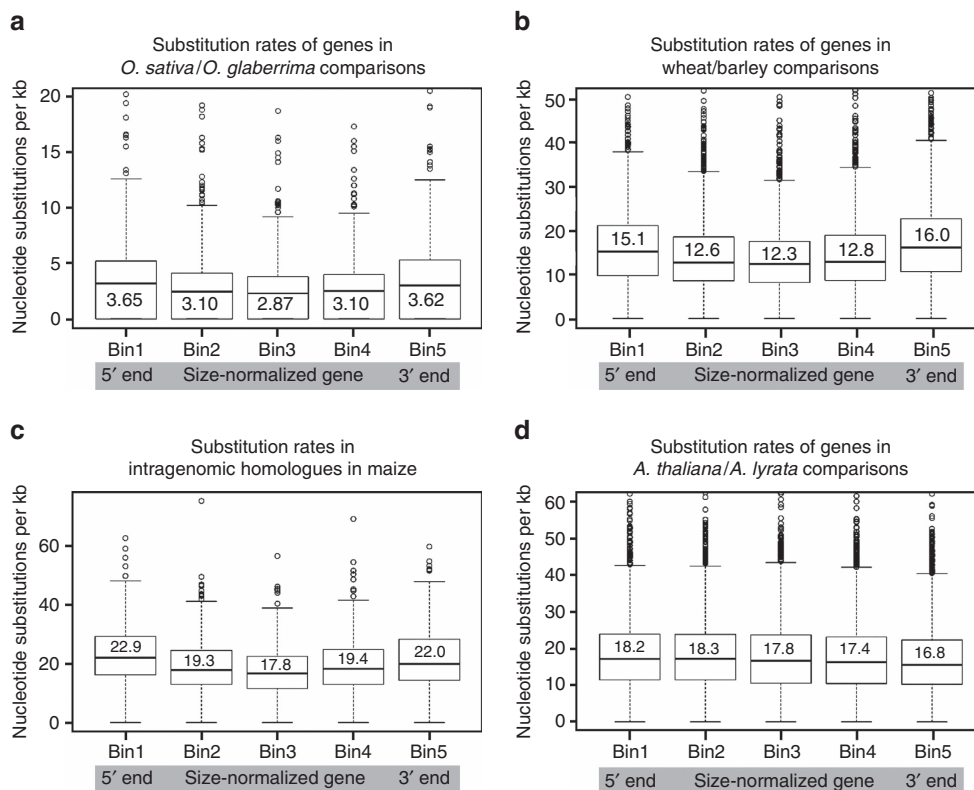 a
Substitution rates of genes in
O. sativa/O. glaberrima comparisons
Nucleotide substitutions per kb
20
15
10
5
0
3.65 3.10 2.87 3.10 3.62
Bin1 Bin2 Bin3 Bin4 Bin5
5′ end Size-normalized gene 3′ end
b
Substitution rates of genes in
wheat/barley comparisons
Nucleotide substitutions per kb
50
40
30
20
10
0
15.1 12.6 12.3 12.8 16.0
Bin1 Bin2 Bin3 Bin4 Bin5
5′ end Size-normalized gene 3′ end
c
Substitution rates in
intragenomic homologues in maize
Nucleotide substitutions per kb
60
40
20
0
22.9 19.3 17.8 19.4 22.0
Bin1 Bin2 Bin3 Bin4 Bin5
5′ end Size-normalized gene 3′ end
d
Substitution rates of genes in
A. thaliana/A. lyrata comparisons
Nucleotide substitutions per kb
60
50
40
30
20
10
0
18.2 18.3 17.8 17.4 16.8
Bin1 Bin2 Bin3 Bin4 Bin5
5′ end Size-normalized gene 3′ end